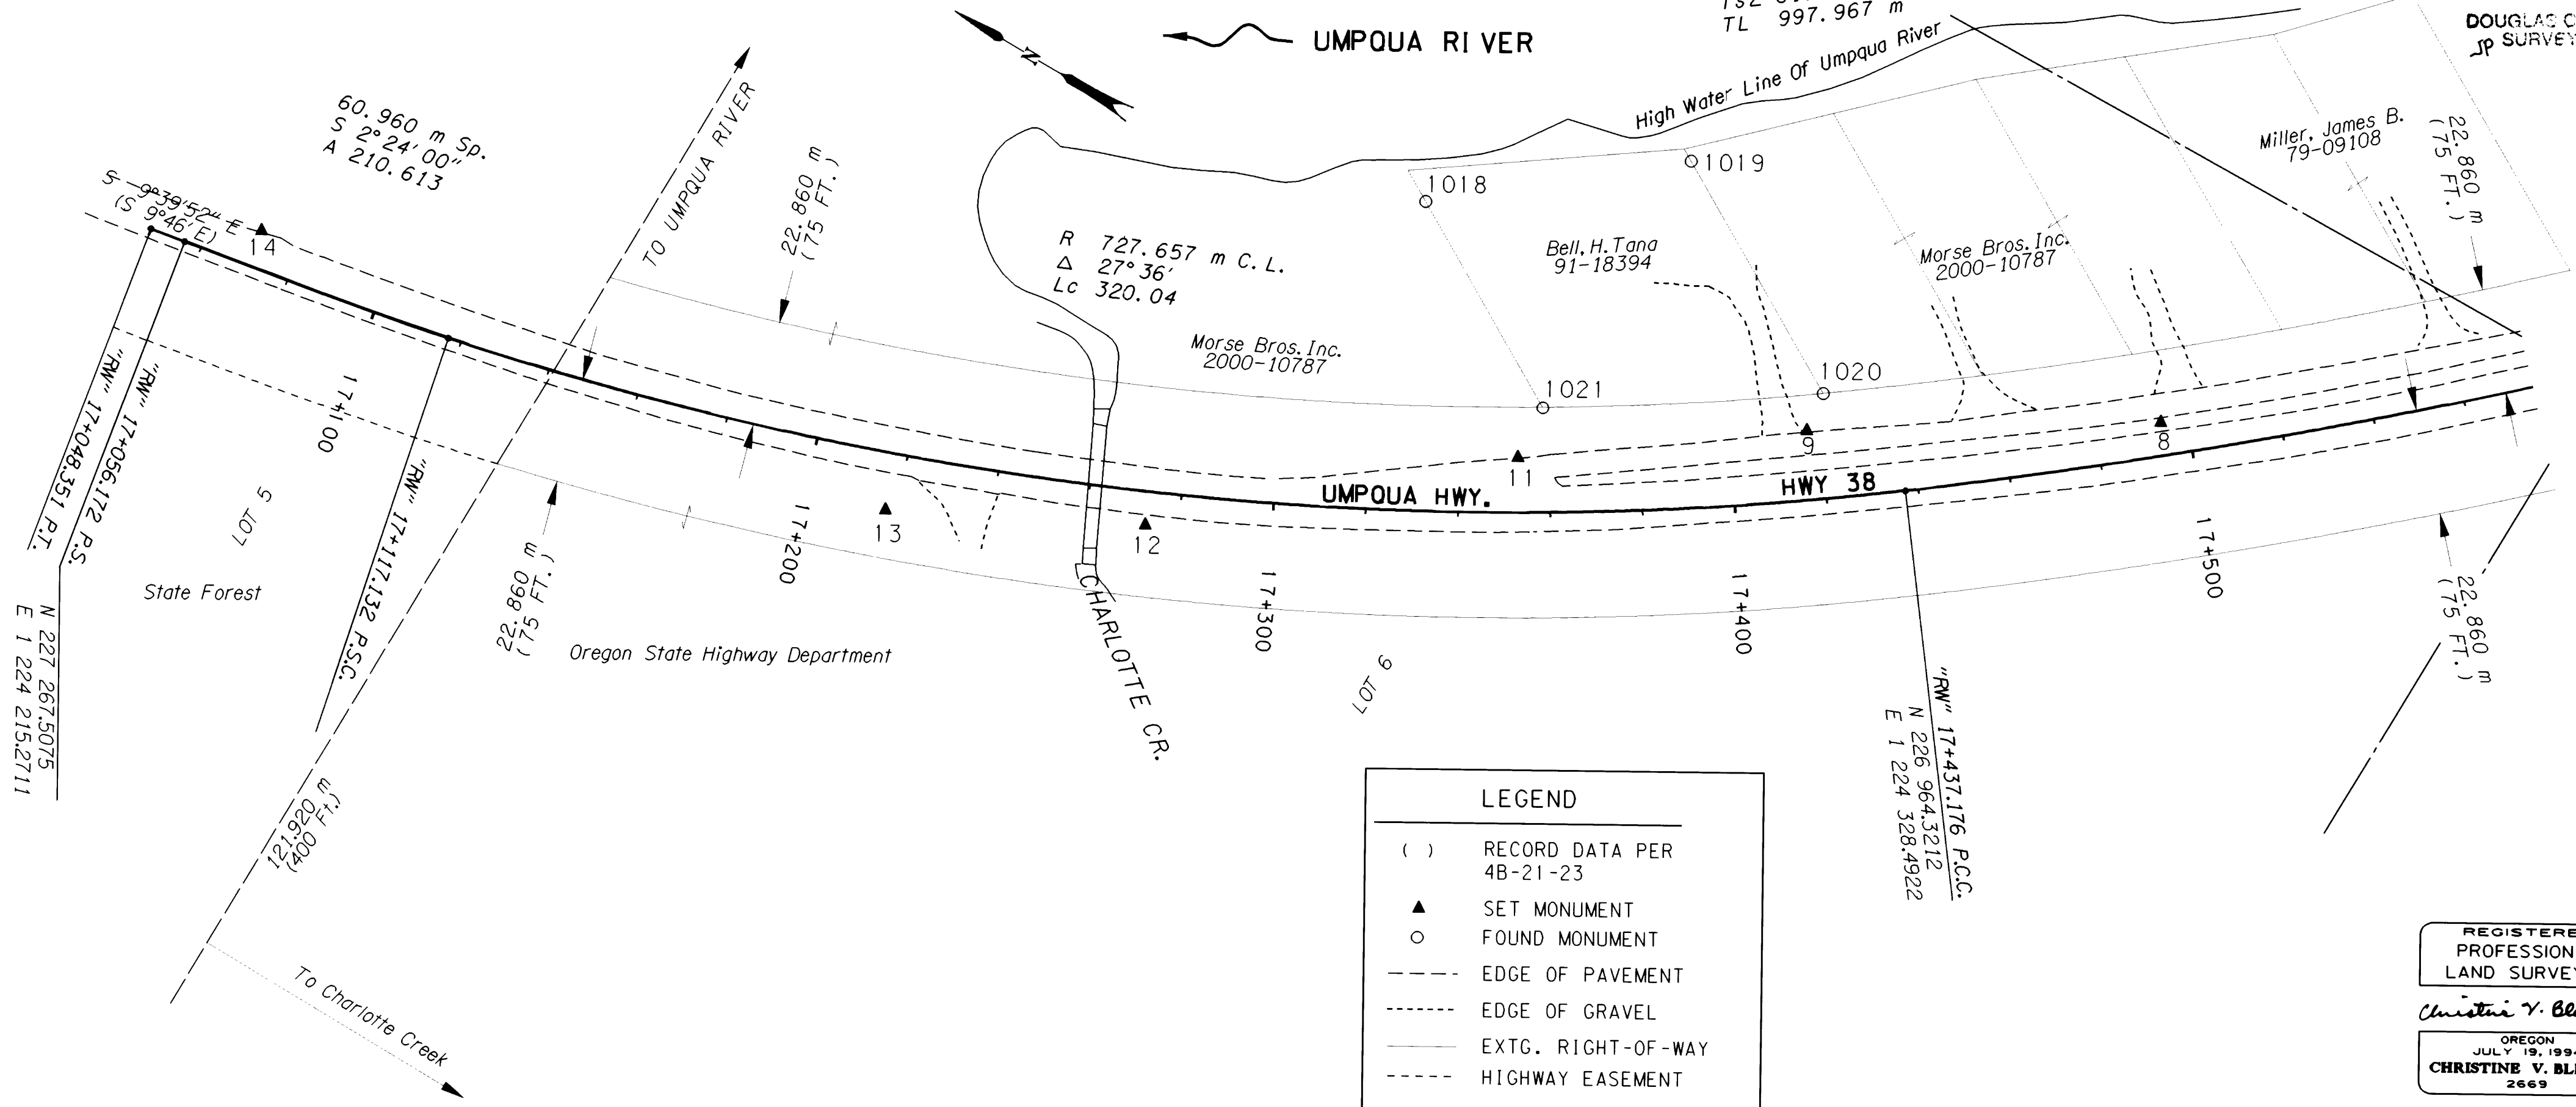 TL 997.967 m
DOUGLAS
SURVEY
UMPQUA RIVER
N
High Water Line Of Umpqua River
60.960 m Sp.
S 2°24'00"
A 210.613
S 9°39'52" E
(S 9°46' E)
14
TO UMPQUA RIVER
22.860 m
(75 FT.)
R 727.657 m C.L.
Δ 27°36'
Lc 320.04
1018
1019
Bell, H. Tana
91-18394
Morse Bros. Inc.
2000-10787
Miller, James B.
79-09108
22.860 m
(75 FT.)
Morse Bros. Inc.
2000-10787
1021
1020
11
9
8
UMPQUA HWY.
HWY 38
13
12
"RW" 17+048.351 P.T.
"RW" 17+056.172 P.S.
N 227 267.5075
E 1 224 215.2711
17+100
"RW" 17+117.132 P.S.C.
LOT 5
State Forest
22.860 m
(75 FT.)
Oregon State Highway Department
17+200
CHARLOTTE CR.
17+300
LOT 6
17+400
17+500
"RW" 17+437.176 P.C.C.
N 226 964.3212
E 1 224 328.4922
22.860 m
(75 FT.)
121.920 m
(400 Ft.)
To Charlotte Creek
LEGEND
( ) RECORD DATA PER
4B-21-23
SET MONUMENT
FOUND MONUMENT
EDGE OF PAVEMENT
EDGE OF GRAVEL
EXTG. RIGHT-OF-WAY
HIGHWAY EASEMENT
REGISTERE
PROFESSION
LAND SURVEY
Christine V. Bl
OREGON
JULY 19, 199
CHRISTINE V. BL
2669